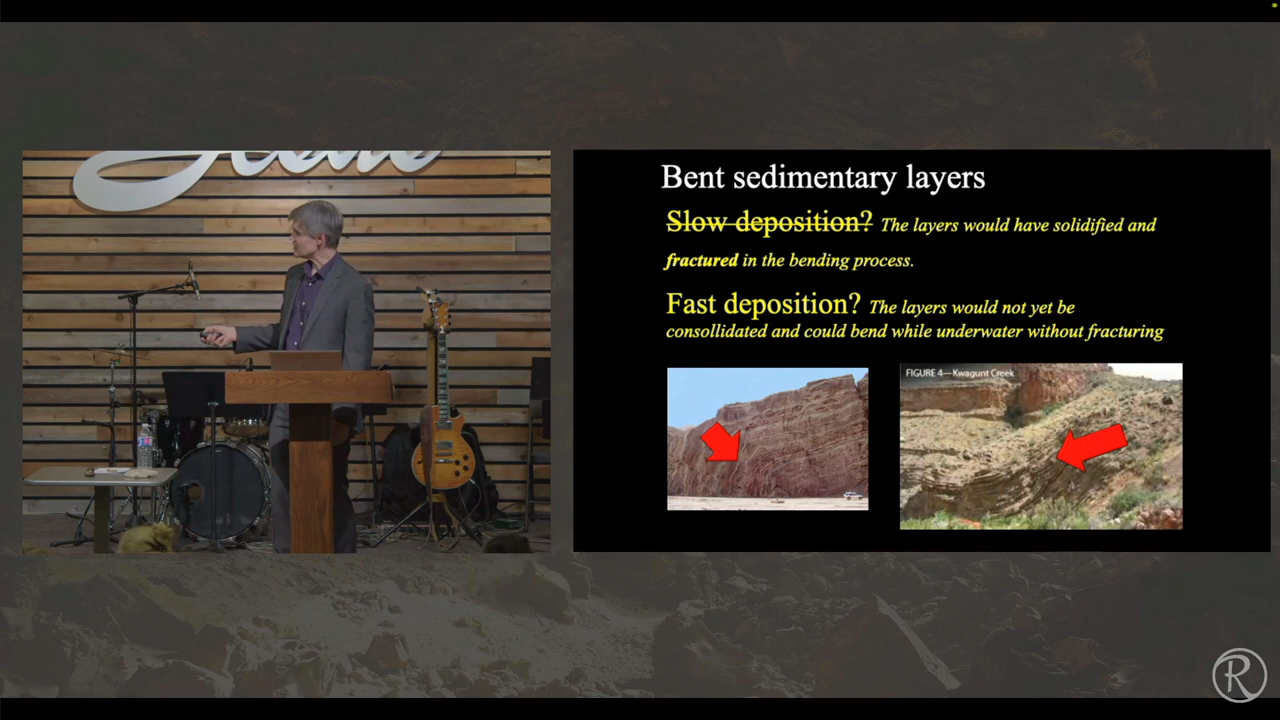 Bent sedimentary layers
Slow deposition? The layers would have solidified and
fractured in the bending process.
Fast deposition? The layers would not yet be
consollidated and could bend while underwater without fracturing
FIGURE 4—Kwagunt Creek
R